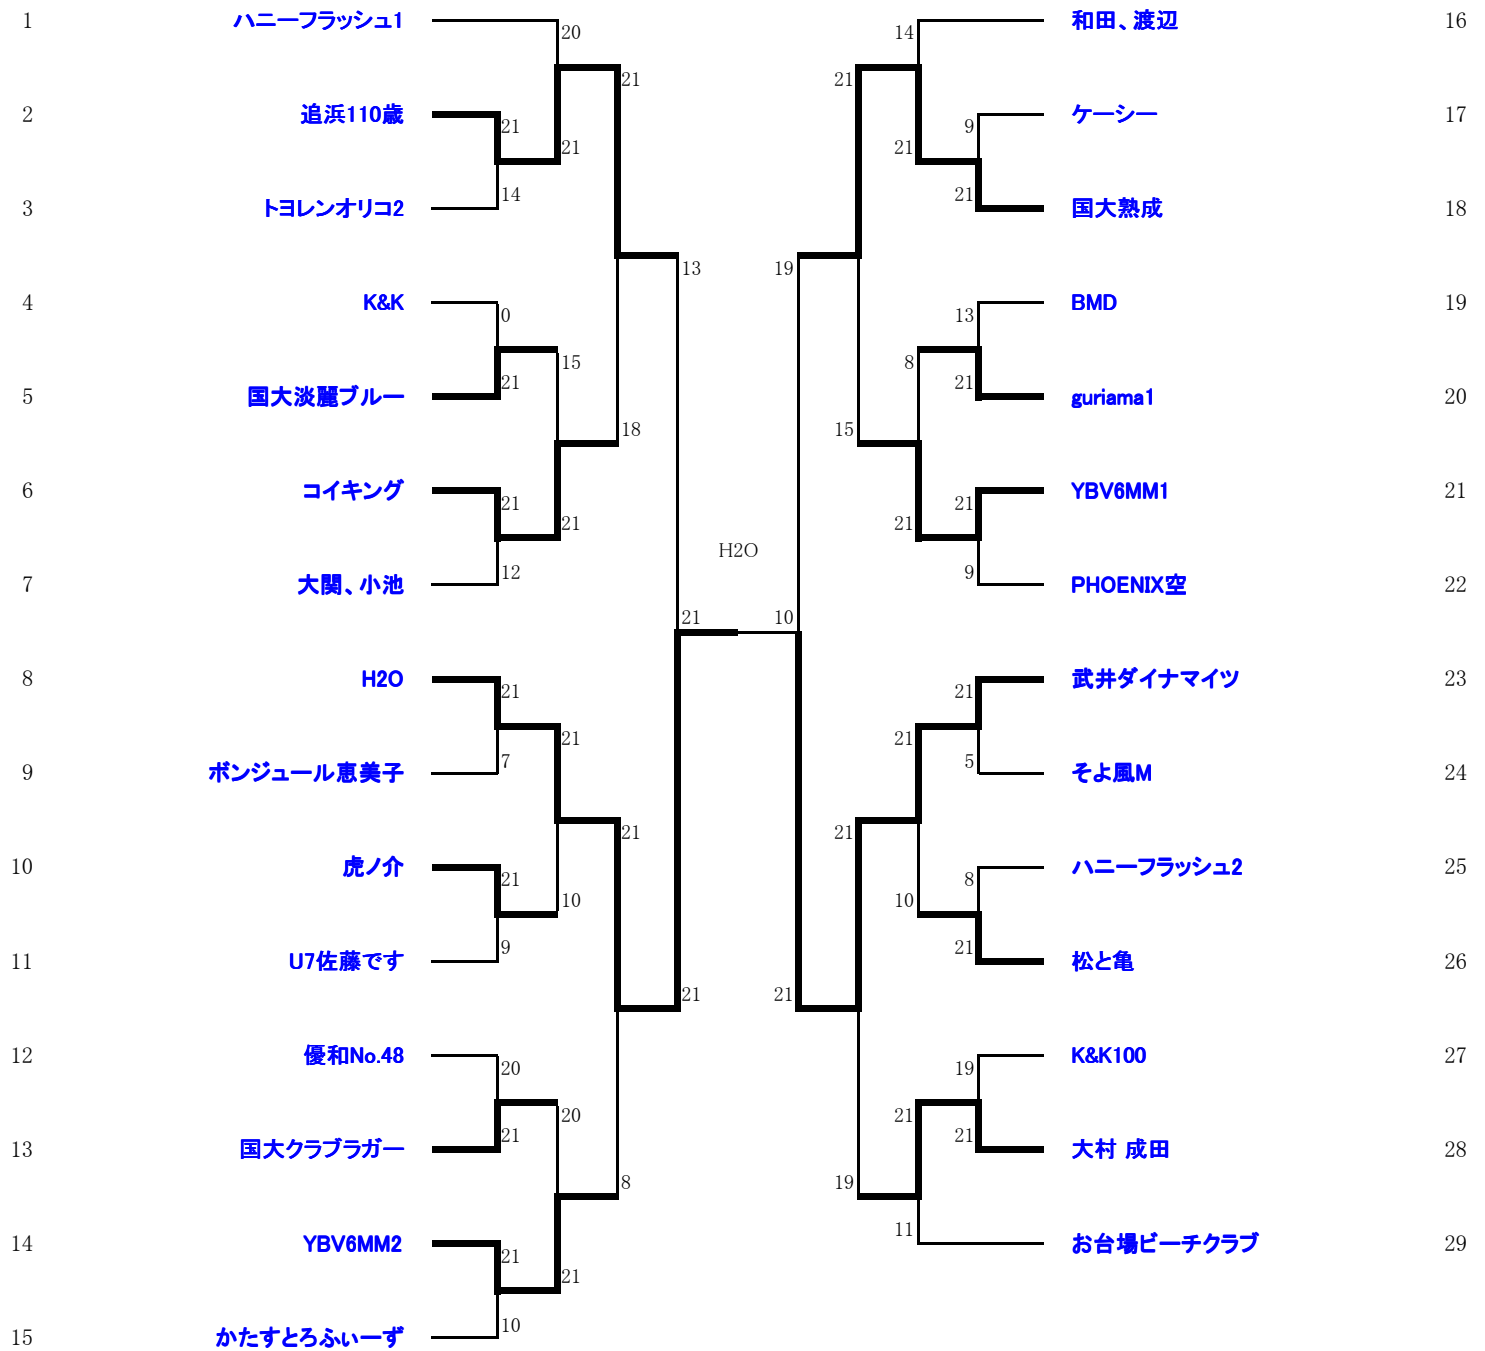 1 ハニーフラッシュ1 20 14 和田、渡辺 16
21 21
2 追浜110歳 21 9 ケーシー 17
21 21
14 21
3 トヨレンオリコ2 国大熟成 18
13 19
4 K&K 0 13 BMD 19
15 8
21 21
5 国大淡麗ブルー guriama1 20
18 15
6 コイキング 21 21 YBV6MM1 21
21 21
H2O
12 9
7 大関、小池 PHOENIX空 22
21 10
8 H2O 21 21 武井ダイナマイツ 23
21 21
7 5
9 ボンジュール恵美子 そよ風M 24
21 21
10 虎ノ介 21 8 ハニーフラッシュ2 25
10 10
9 21
11 U7佐藤です 松と亀 26
21 21
12 優和No.48 20 19 K&K100 27
20 21
21 21
13 国大クラブラガー 大村 成田 28
8 19
14 YBV6MM2 21 11 お台場ビーチクラブ 29
21
10
15 かたすとろふぃーず